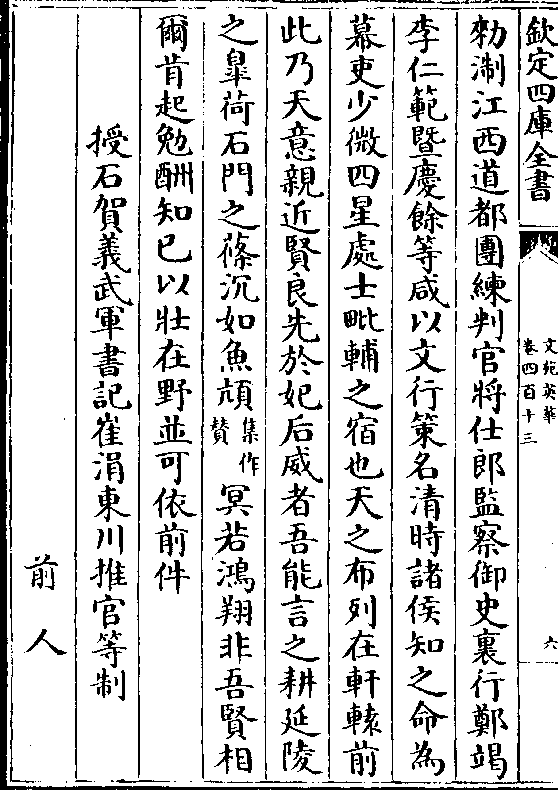 欽定四庫全書
文苑英華
卷四百十三
六
勑淛江西道都團練判官將仕郎監察御史裏行鄭竭
李仁範暨慶餘等咸以文行策名清時諸侯知之命為
幕吏少微四星處士毗輔之宿也天之布列在軒轅前
此乃天意親近賢良先於妃后威者吾能言之耕延陵
之皐荷石門之蓧沉如魚頏集作贊冥若鴻翔非吾賢相
爾肯起勉酬知已以壯在野並可依前件
授石賀義武軍書記崔涓東川推官等制
前人